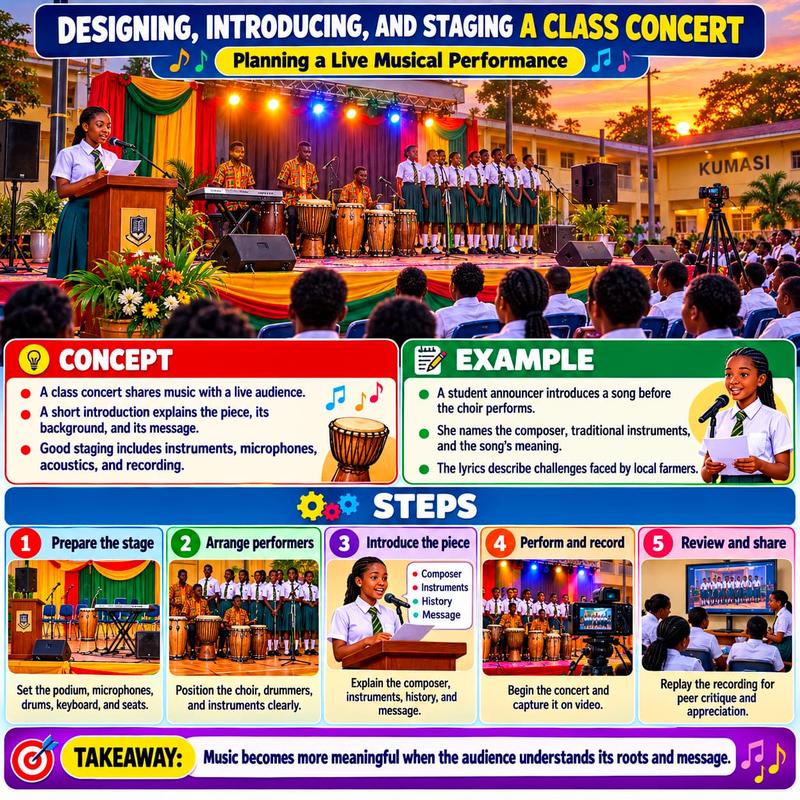 DESIGNING, INTRODUCING, AND STAGING A CLASS CONCERT
Planning a Live Musical Performance
KUMASI
CONCEPT
A class concert shares music with a live audience.
A short introduction explains the piece, its
background, and its message.
Good staging includes instruments, microphones,
acoustics, and recording.
EXAMPLE
A student announcer introduces a song before
the choir performs.
She names the composer, traditional instruments,
and the song's meaning.
The lyrics describe challenges faced by local farmers.
STEPS
1 Prepare the stage
Set the podium, microphones,
drums, keyboard, and seats.
2 Arrange performers
Position the choir, drummers,
and instruments clearly.
3 Introduce the piece
Composer
Instruments
History
Message
Explain the composer,
instruments, history, and
message.
4 Perform and record
Begin the concert and
capture it on video.
5 Review and share
Replay the recording for
peer critique and
appreciation.
TAKEAWAY: Music becomes more meaningful when the audience understands its roots and message.